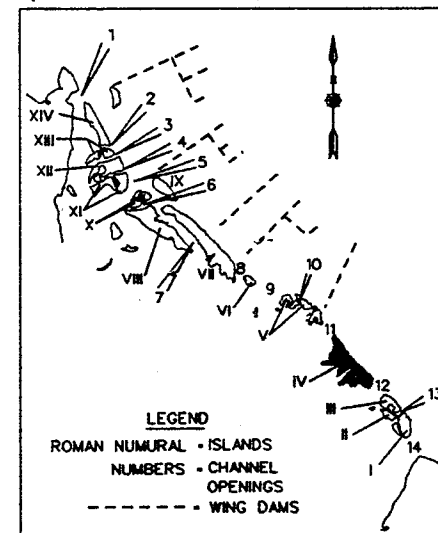 1
XIV
2
XIII
3
4
XII
5
IX
XI
6
X
VIII
VII
8
7
VI
9
10
V
11
IV
12
13
III
II
I
14
LEGEND
ROMAN NUMURAL - ISLANDS
NUMBERS - CHANNEL
OPENINGS
- WING DAMS